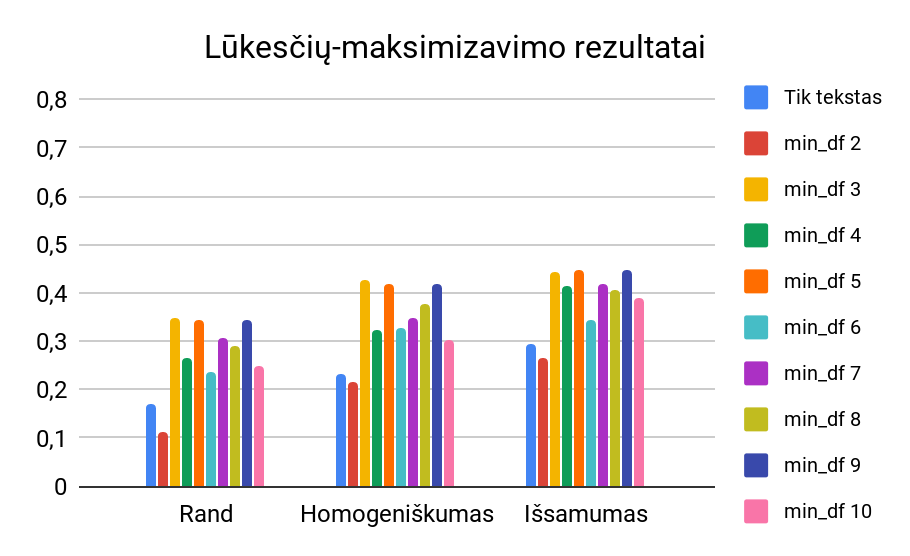 Lūkesčių-maksimizavimo rezultatai
0,8
0,7
0,6
0,5
0,4
0,3
0,2
0,1
0
Rand
Homogeniškumas
Išsamumas
Tik tekstas
min_df 2
min_df 3
min_df 4
min_df 5
min_df 6
min_df 7
min_df 8
min_df 9
min_df 10